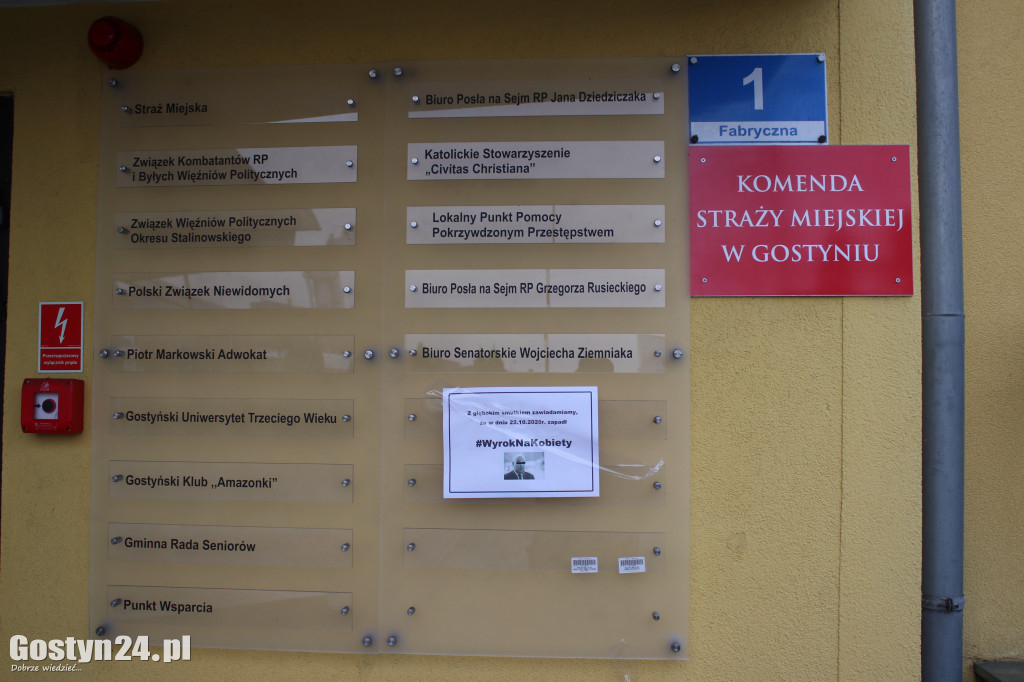 Straż Miejska
Związek Kombatantów RP
i Byłych Więźniów Politycznych
Związek Więźniów Politycznych
Okresu Stalinowskiego
Polski Związek Niewidomych
Piotr Markowski Adwokat
Gostyński Uniwersytet Trzeciego Wieku
Gostyński Klub ,,Amazonki”
Gminna Rada Seniorów
Punkt Wsparcia
Biuro Posła na Sejm RP Jana Dziedziczaka
Katolickie Stowarzyszenie
„Civitas Christiana”
Lokalny Punkt Pomocy
Pokrzywdzonym Przestępstwem
Biuro Posła na Sejm RP Grzegorza Rusieckiego
Biuro Senatorskie Wojciecha Ziemniaka
Z głębokim smutkiem zawiadamiamy,
że w dniu 22.10.2020r. zapadł
#WyrokNaKobiety
1
Fabryczna
KOMENDA
STRAŻY MIEJSKIEJ
W GOSTYNIU
Przeciwpożarowy
wyłącznik prądu
Gostyn24.pl
Dobrze wiedzieć...